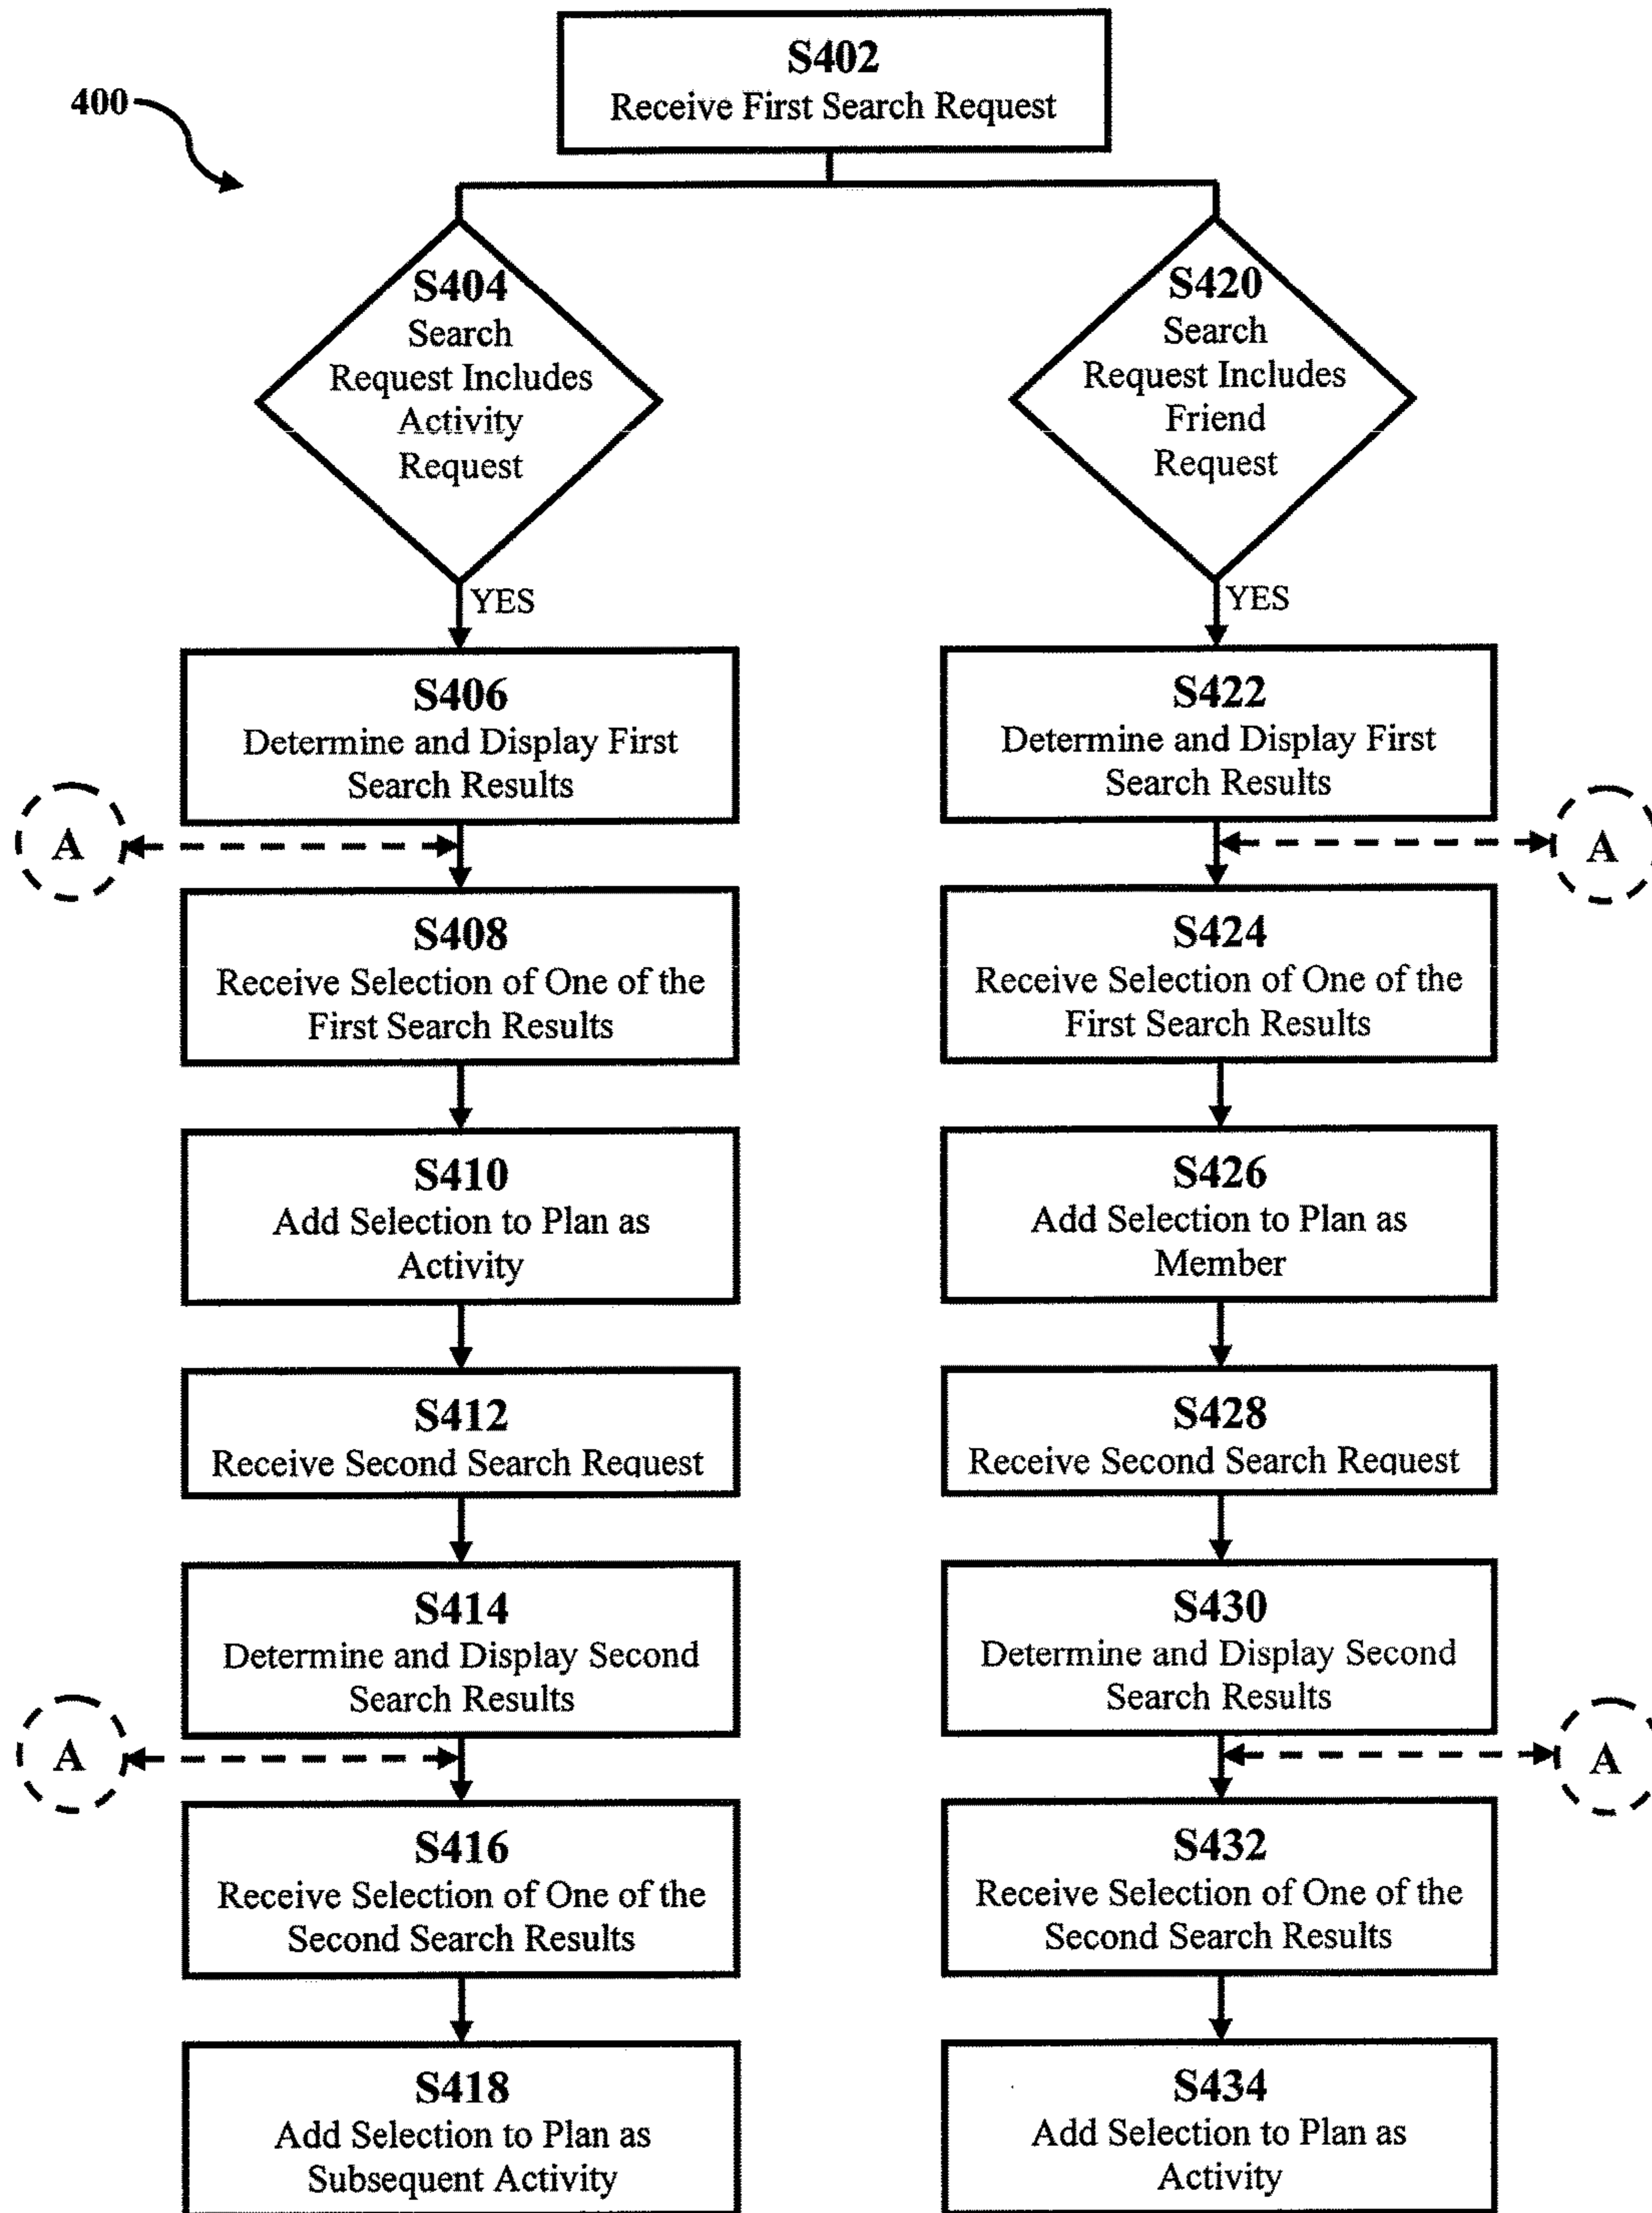 S402
Receive First Search Request
400
S404
Search
Request Includes
Activity
Request
YES
S406
Determine and Display First
Search Results
A
S408
Receive Selection of One of the
First Search Results
S410
Add Selection to Plan as
Activity
S412
Receive Second Search Request
S414
Determine and Display Second
Search Results
A
S416
Receive Selection of One of the
Second Search Results
S418
Add Selection to Plan as
Subsequent Activity
S420
Search
Request Includes
Friend
Request
YES
S422
Determine and Display First
Search Results
A
S424
Receive Selection of One of the
First Search Results
S426
Add Selection to Plan as
Member
S428
Receive Second Search Request
S430
Determine and Display Second
Search Results
A
S432
Receive Selection of One of the
Second Search Results
S434
Add Selection to Plan as
Activity